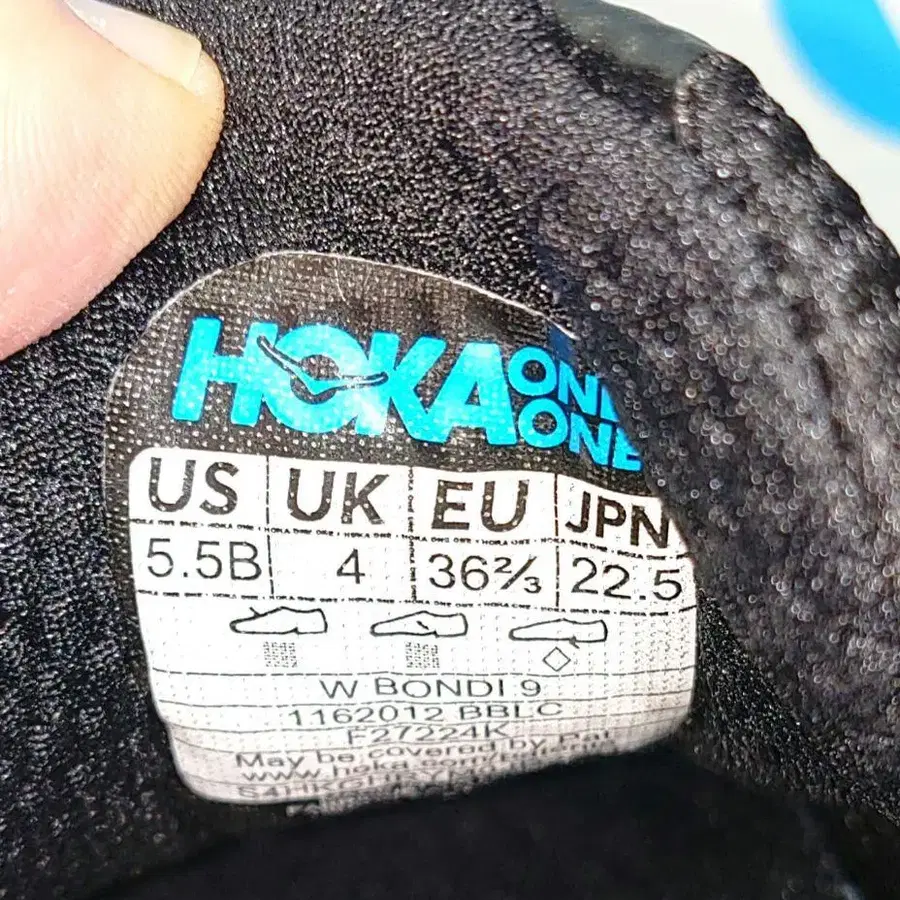 HOKA ONE ONE
US UK EU JPN
5.5B 4 36⅔ 22.5
W BONDI 9
1162012 BBLC
F27224K
May be covered by Pat.
www.hoka.com/